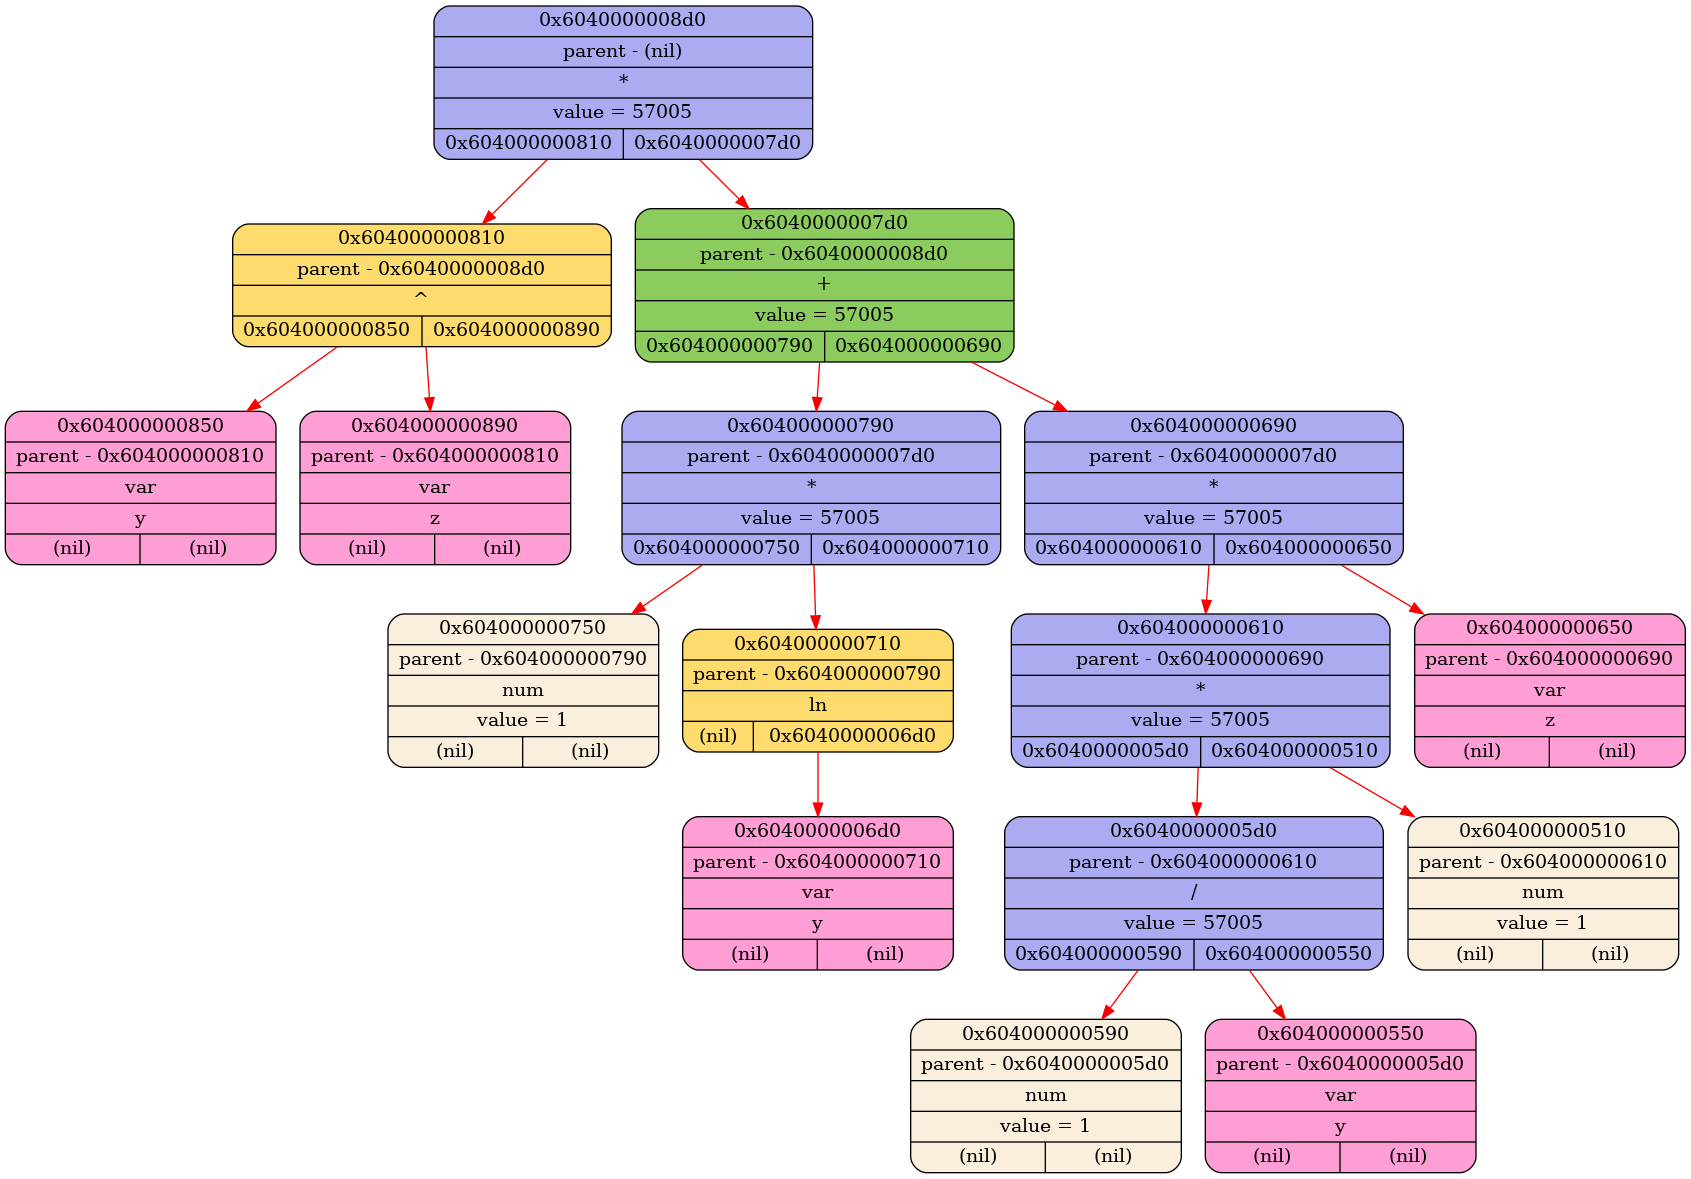 0x6040000008d0
parent - (nil)
*
value = 57005
0x604000000810 0x6040000007d0
0x604000000810
parent - 0x6040000008d0
^
0x604000000850 0x604000000890
0x6040000007d0
parent - 0x6040000008d0
+
value = 57005
0x604000000790 0x604000000690
0x604000000850
parent - 0x604000000810
var
y
(nil) (nil)
0x604000000890
parent - 0x604000000810
var
z
(nil) (nil)
0x604000000790
parent - 0x6040000007d0
*
value = 57005
0x604000000750 0x604000000710
0x604000000690
parent - 0x6040000007d0
*
value = 57005
0x604000000610 0x604000000650
0x604000000750
parent - 0x604000000790
num
value = 1
(nil) (nil)
0x604000000710
parent - 0x604000000790
ln
(nil) 0x6040000006d0
0x604000000610
parent - 0x604000000690
*
value = 57005
0x6040000005d0 0x604000000510
0x604000000650
parent - 0x604000000690
var
z
(nil) (nil)
0x6040000006d0
parent - 0x604000000710
var
y
(nil) (nil)
0x6040000005d0
parent - 0x604000000610
/
value = 57005
0x604000000590 0x604000000550
0x604000000510
parent - 0x604000000610
num
value = 1
(nil) (nil)
0x604000000590
parent - 0x6040000005d0
num
value = 1
(nil) (nil)
0x604000000550
parent - 0x6040000005d0
var
y
(nil) (nil)